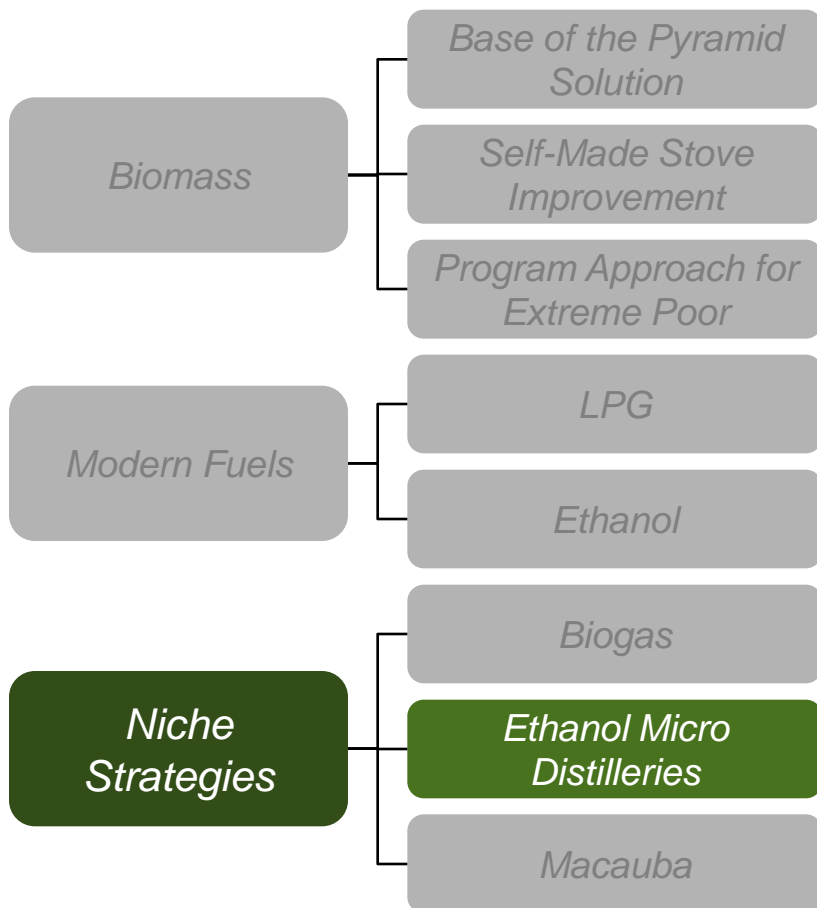 Base of the Pyramid
Solution
Biomass
Self-Made Stove
Improvement
Program Approach for
Extreme Poor
LPG
Modern Fuels
Ethanol
Biogas
Niche
Strategies
Ethanol Micro
Distilleries
Macauba